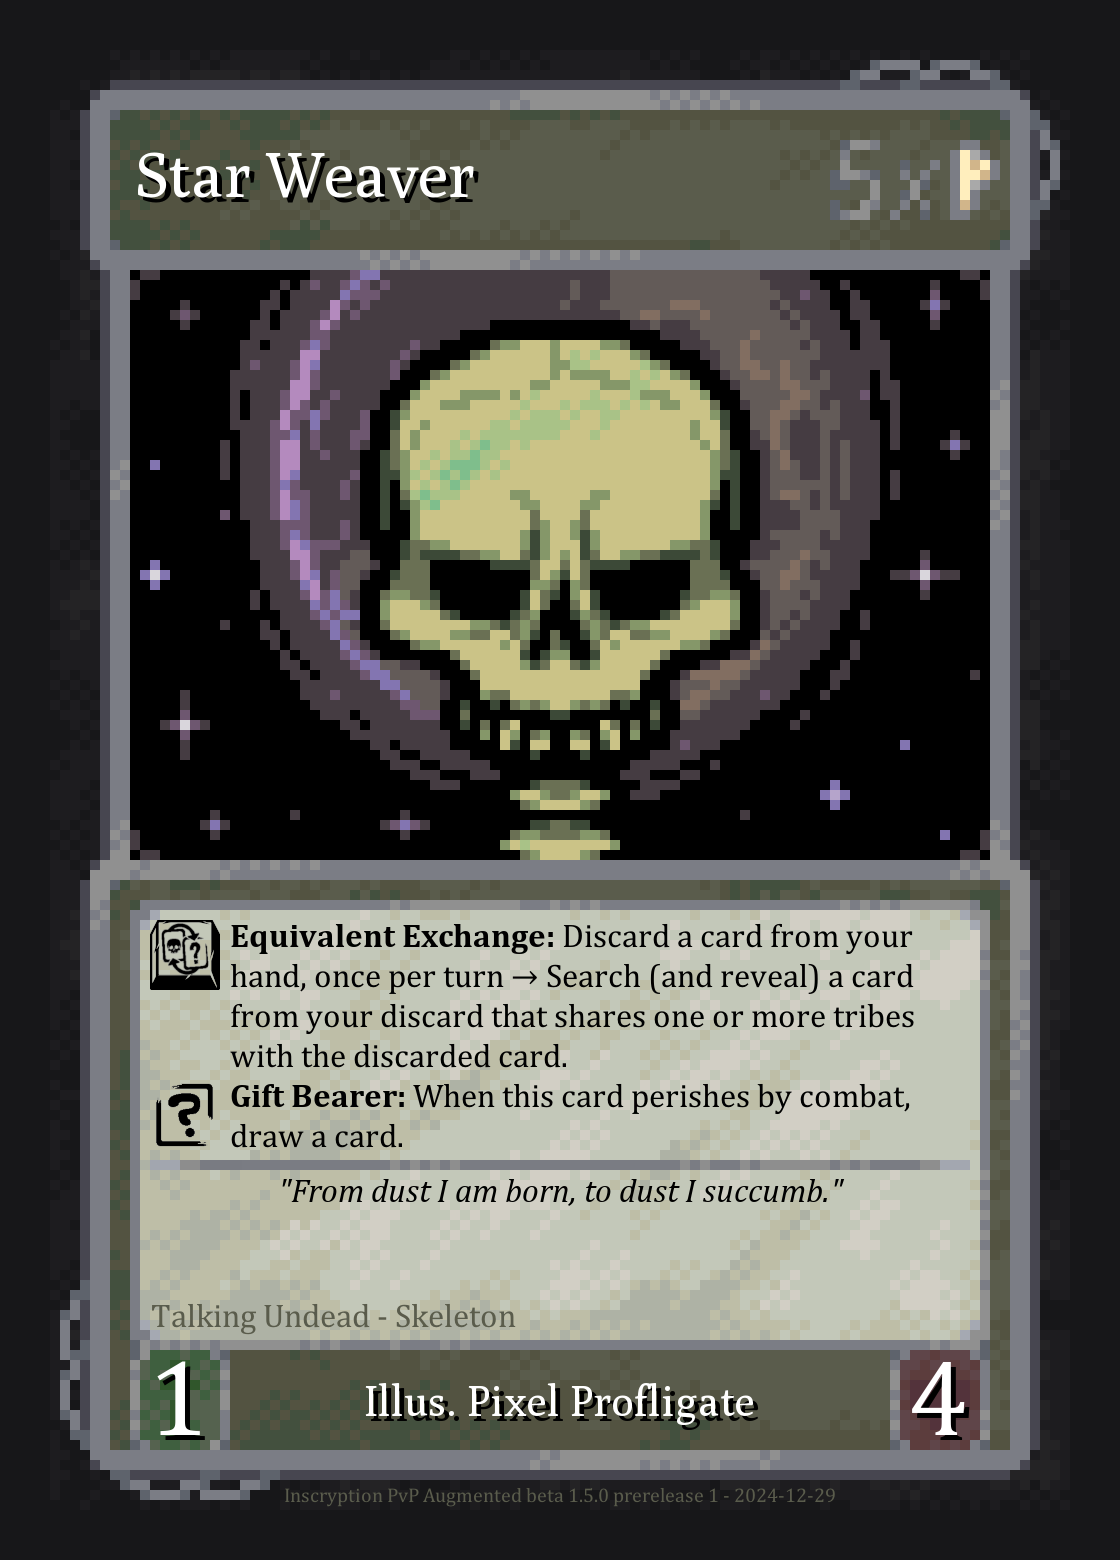 Star Weaver
5x
Equivalent Exchange: Discard a card from your
hand, once per turn → Search (and reveal) a card
from your discard that shares one or more tribes
with the discarded card.
Gift Bearer: When this card perishes by combat,
draw a card.
"From dust I am born, to dust I succumb."
Talking Undead - Skeleton
1
Illus. Pixel Profligate
4
Inscryption PvP Augmented beta 1.5.0 prerelease 1 - 2024-12-29